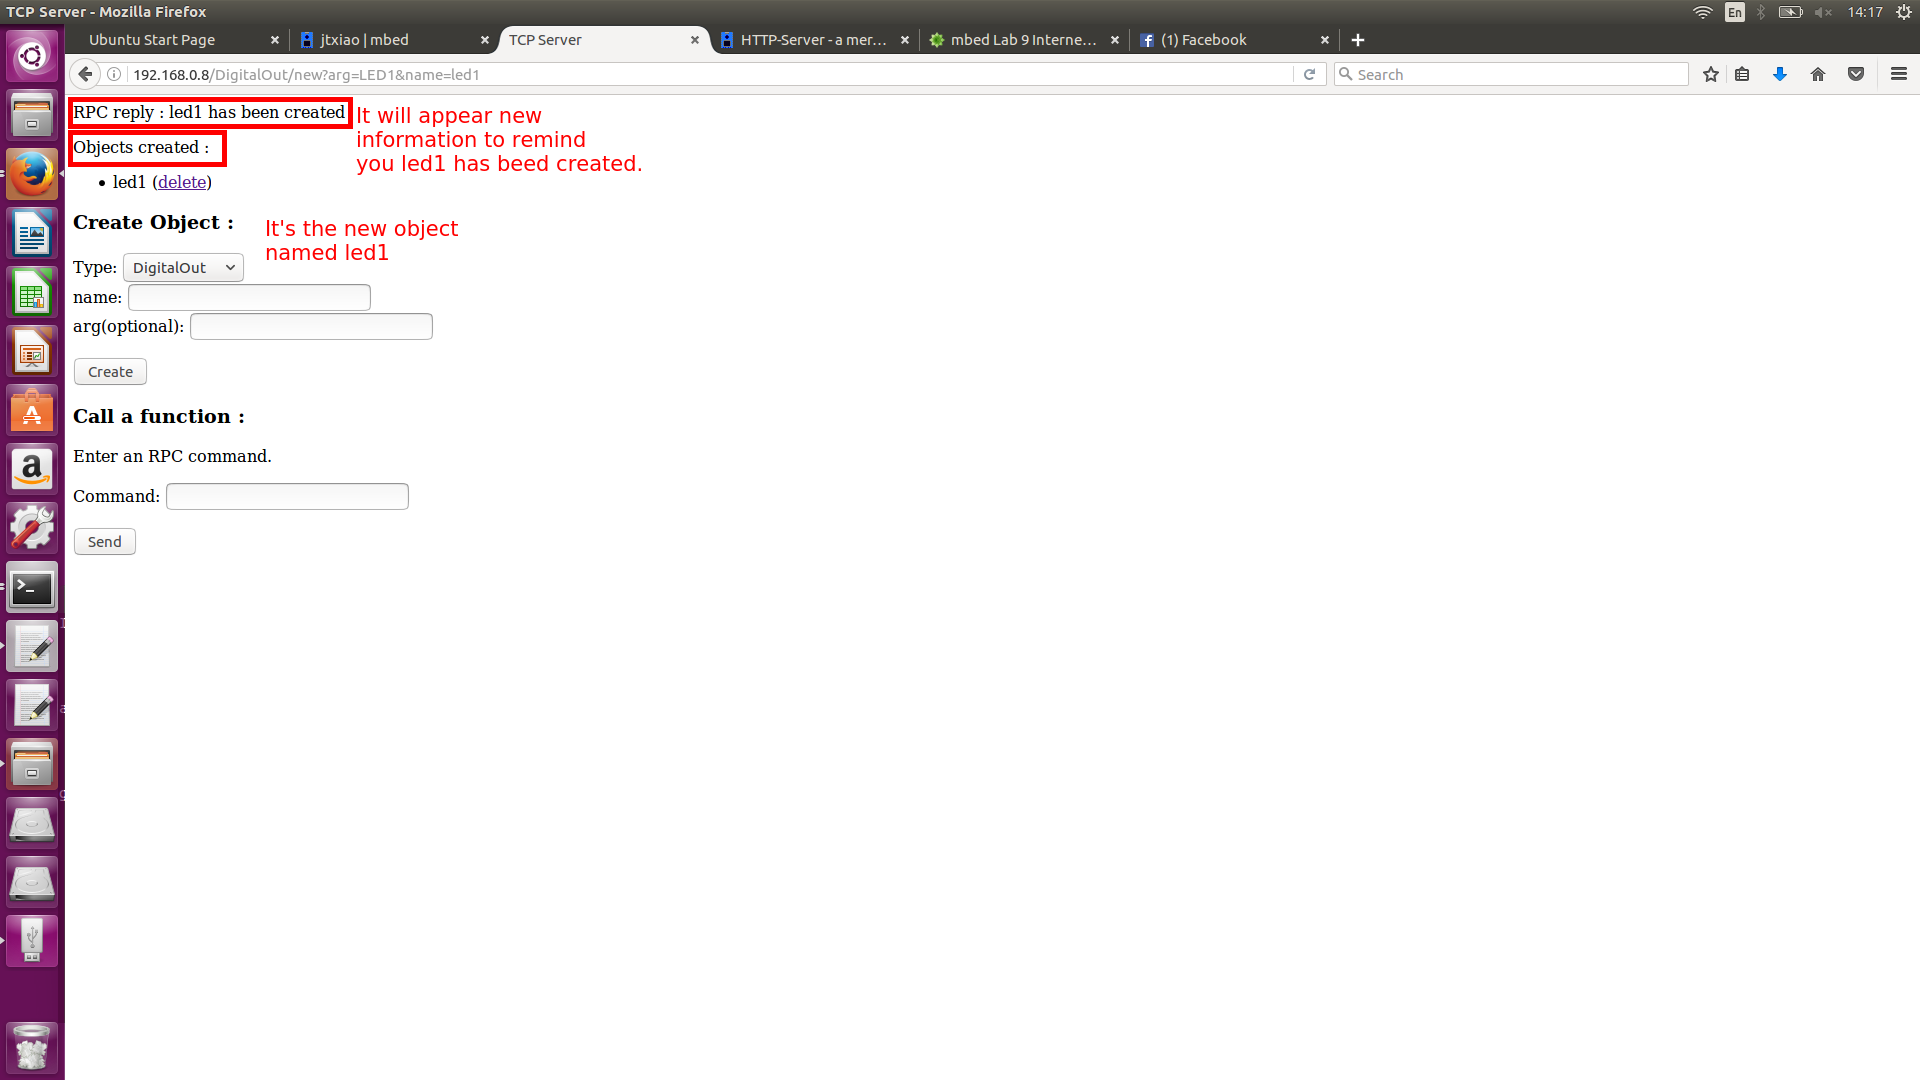 TCP Server - Mozilla Firefox
En
14:17
Ubuntu Start Page
jtxiao | mbed
TCP Server
HTTP-Server - a mer...
mbed Lab 9 Interne...
(1) Facebook
192.168.0.8/DigitalOut/new?arg=LED1&name=led1
Search
RPC reply : led1 has been created
It will appear new
information to remind
you led1 has beed created.
Objects created :
led1 (delete)
Create Object :
It's the new object
named led1
Type: DigitalOut
name:
arg(optional):
Create
Call a function :
Enter an RPC command.
Command:
Send